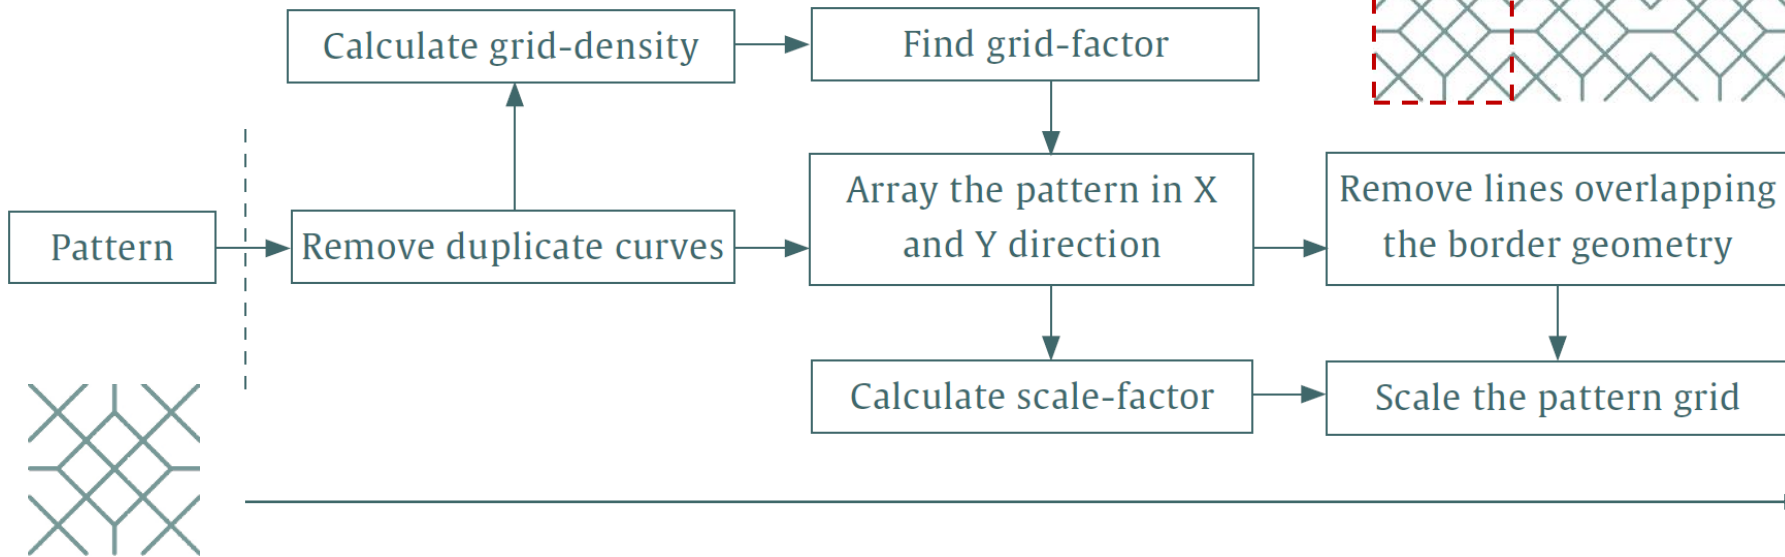 Calculate grid-density
Find grid-factor
Pattern
Remove duplicate curves
Array the pattern in X
and Y direction
Remove lines overlapping
the border geometry
Calculate scale-factor
Scale the pattern grid